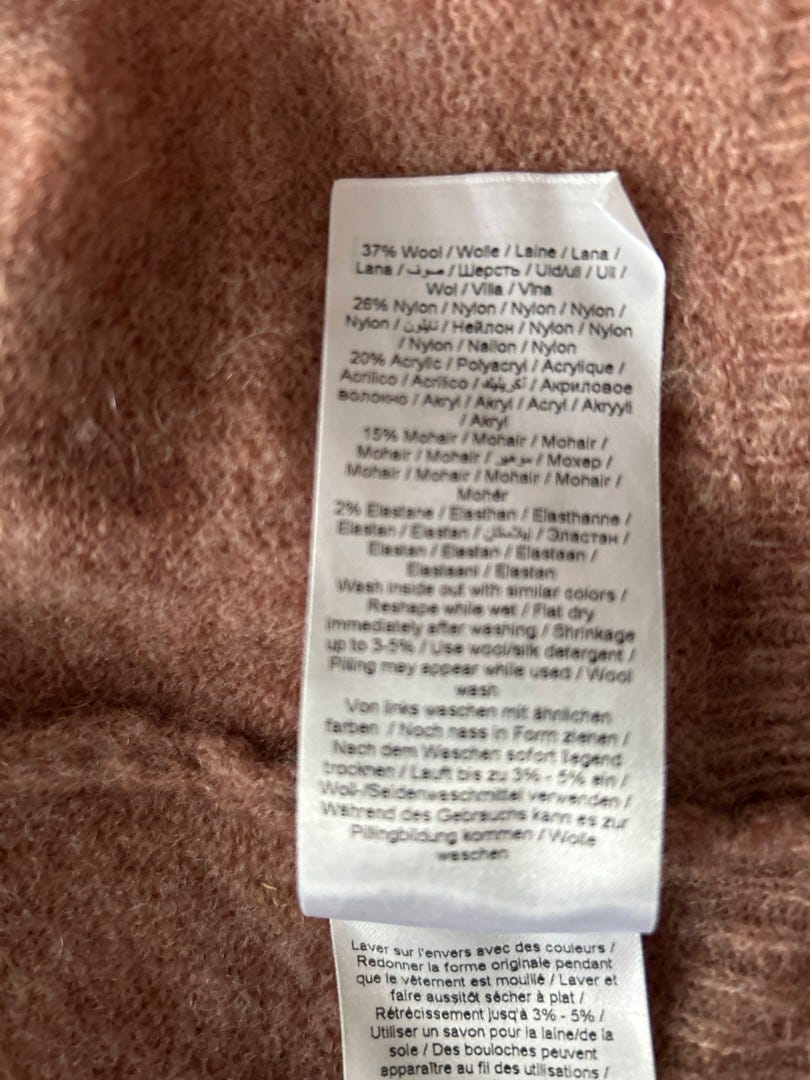 37% Wool / Wolle / Laine / Lana /
Lana / صوف / Шерсть / Uld/ull / Ull /
Wol / Villa / Vlna
26% Nylon / Nylon / Nylon / Nylon /
Nylon / نايلون / Нейлон / Nylon / Nylon
/ Nylon / Nailon / Nylon
20% Acrylic / Polyacryl / Acrylique /
Acrilico / Acrílico / أكريليك / Акриловое
волокно / Akryl / Akryl / Acryl / Akryyli
/ Akryl
15% Mohair / Mohair / Mohair /
Mohair / Mohair / موهير / Мохер /
Mohair / Mohair / Mohair / Mohair /
Mohér
2% Elastane / Elasthan / Elasthanne /
Elastan / Elastan / إيلاستان / Эластан /
Elastan / Elastan / Elastaan /
Elastaani / Elastan
Wash inside out with similar colors /
Reshape while wet / Flat dry
immediately after washing / Shrinkage
up to 3-5% / Use wool/silk detergent /
Pilling may appear while used / Wool
wash
Von links waschen mit ähnlichen
farben / Noch nass in Form ziehen /
Nach dem Waschen sofort liegend
trocknen / Lauft bis zu 3% - 5% ein /
Woll-/Seidenwaschmittel verwenden /
Während des Gebrauchs kann es zur
Pillingbildung kommen / Wolle
waschen
Laver sur l'envers avec des couleurs /
Redonner la forme originale pendant
que le vêtement est mouillé / Laver et
faire aussitôt sécher à plat /
Rétrécissement jusqà 3% - 5% /
Utiliser un savon pour la laine/de la
soie / Des bouloches peuvent
apparaître au fil des utilisations /